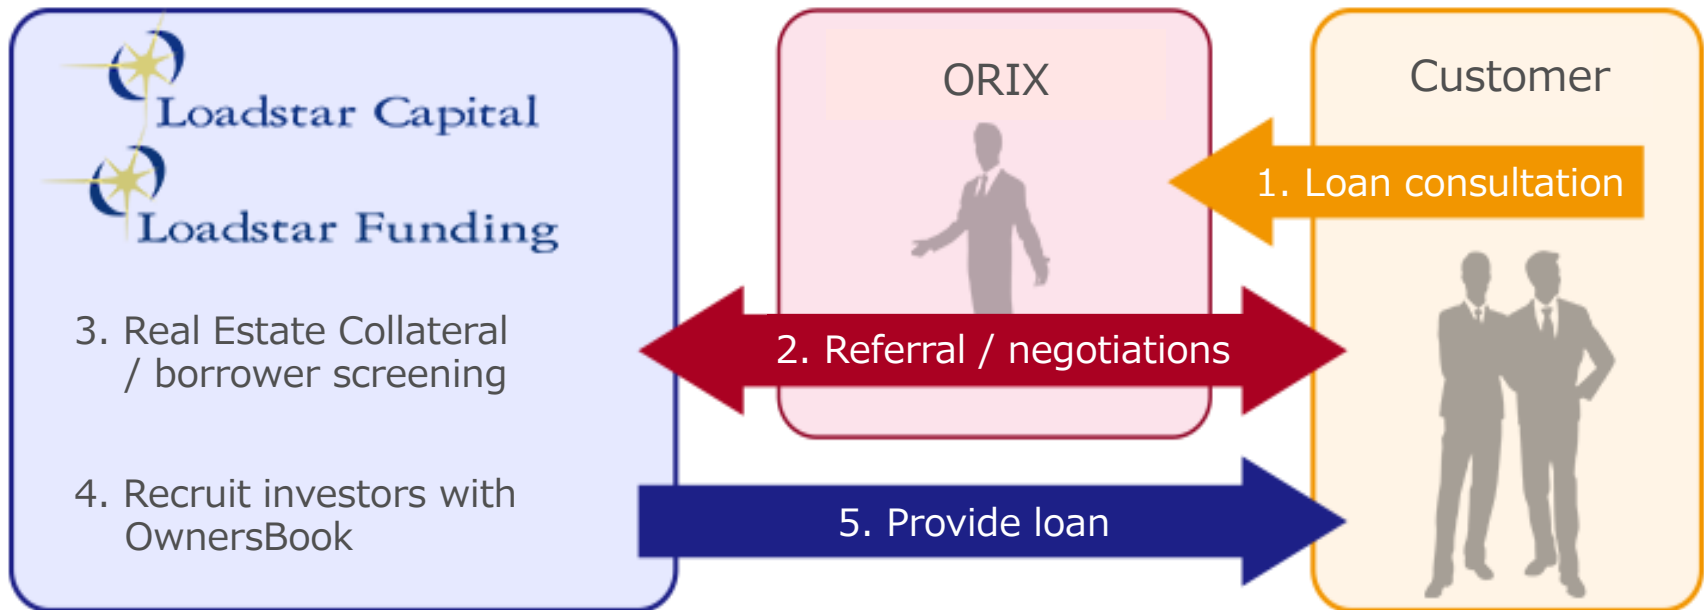 Loadstar Capital
Loadstar Funding
3. Real Estate Collateral
/ borrower screening
4. Recruit investors with
OwnersBook
ORIX
Customer
1. Loan consultation
2. Referral / negotiations
5. Provide loan